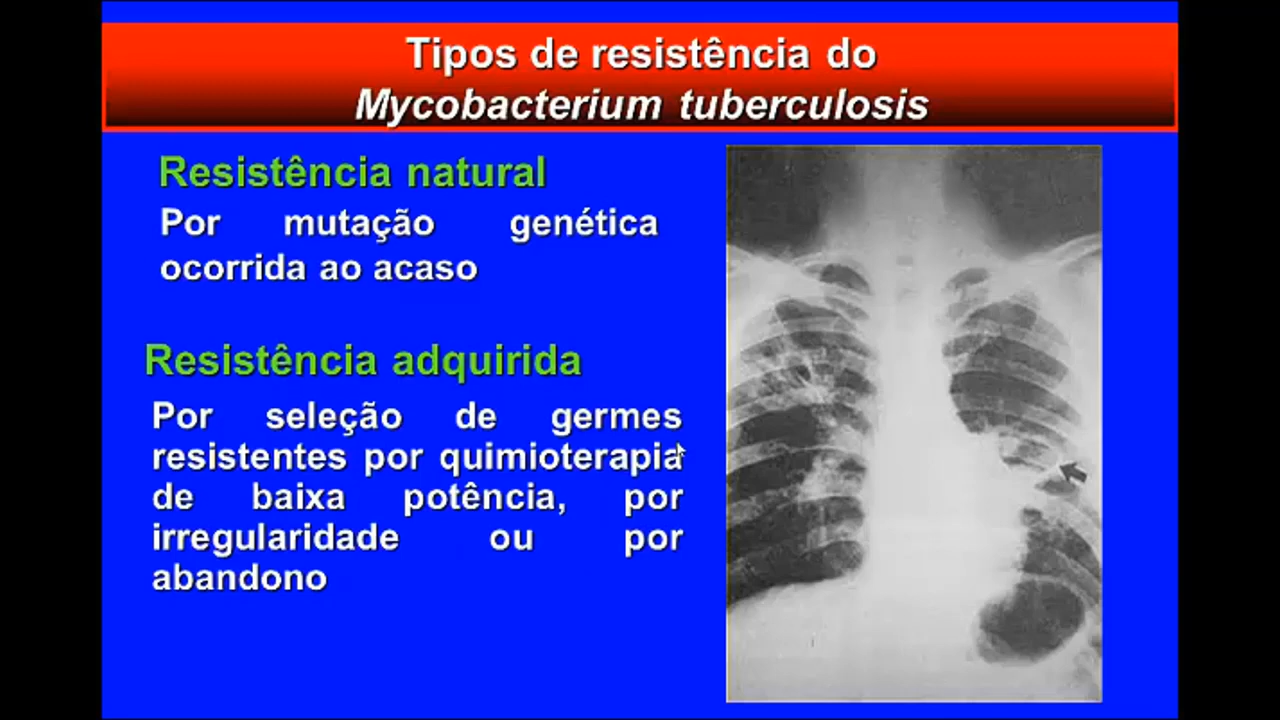 Tipos de resistência do
Mycobacterium tuberculosis
Resistência natural
Por mutação genética
ocorrida ao acaso
Resistência adquirida
Por seleção de germes
resistentes por quimioterapia
de baixa potência, por
irregularidade ou por
abandono